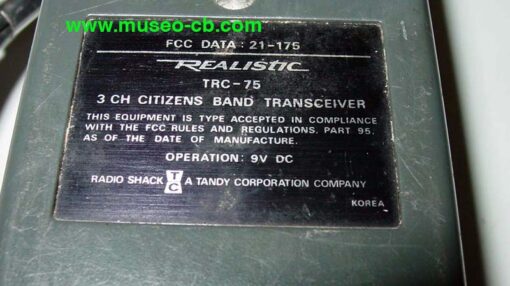 www.museo-cb.com
FCC DATA : 21-175
REALISTIC
TRC-75
3 CH CITIZENS BAND TRANSCEIVER
THIS EQUIPMENT IS TYPE ACCEPTED IN COMPLIANCE
WITH THE FCC RULES AND REGULATIONS, PART 95,
AS OF THE DATE OF MANUFACTURE.
OPERATION: 9V DC
RADIO SHACK TC A TANDY CORPORATION COMPANY
KOREA